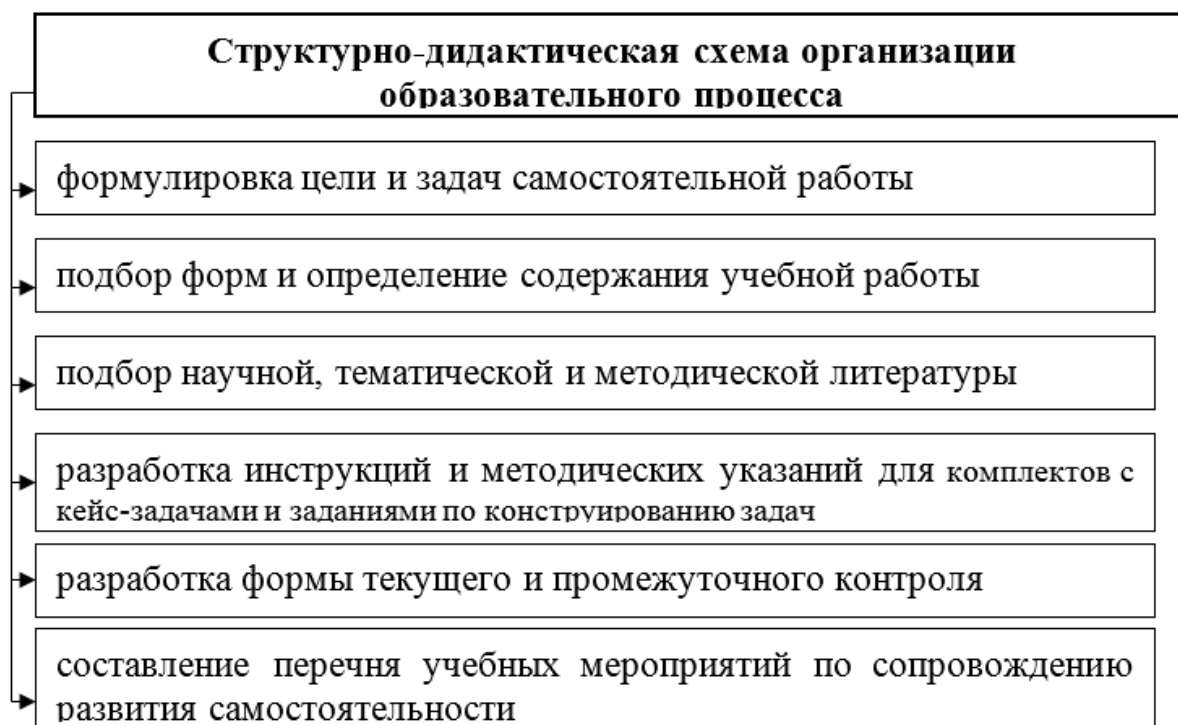 Структурно-дидактическая схема организации
образовательного процесса
формулировка цели и задач самостоятельной работы
подбор форм и определение содержания учебной работы
подбор научной, тематической и методической литературы
разработка инструкций и методических указаний для комплектов с
кейс-задачами и заданиями по конструированию задач
разработка формы текущего и промежуточного контроля
составление перечня учебных мероприятий по сопровождению
развития самостоятельности